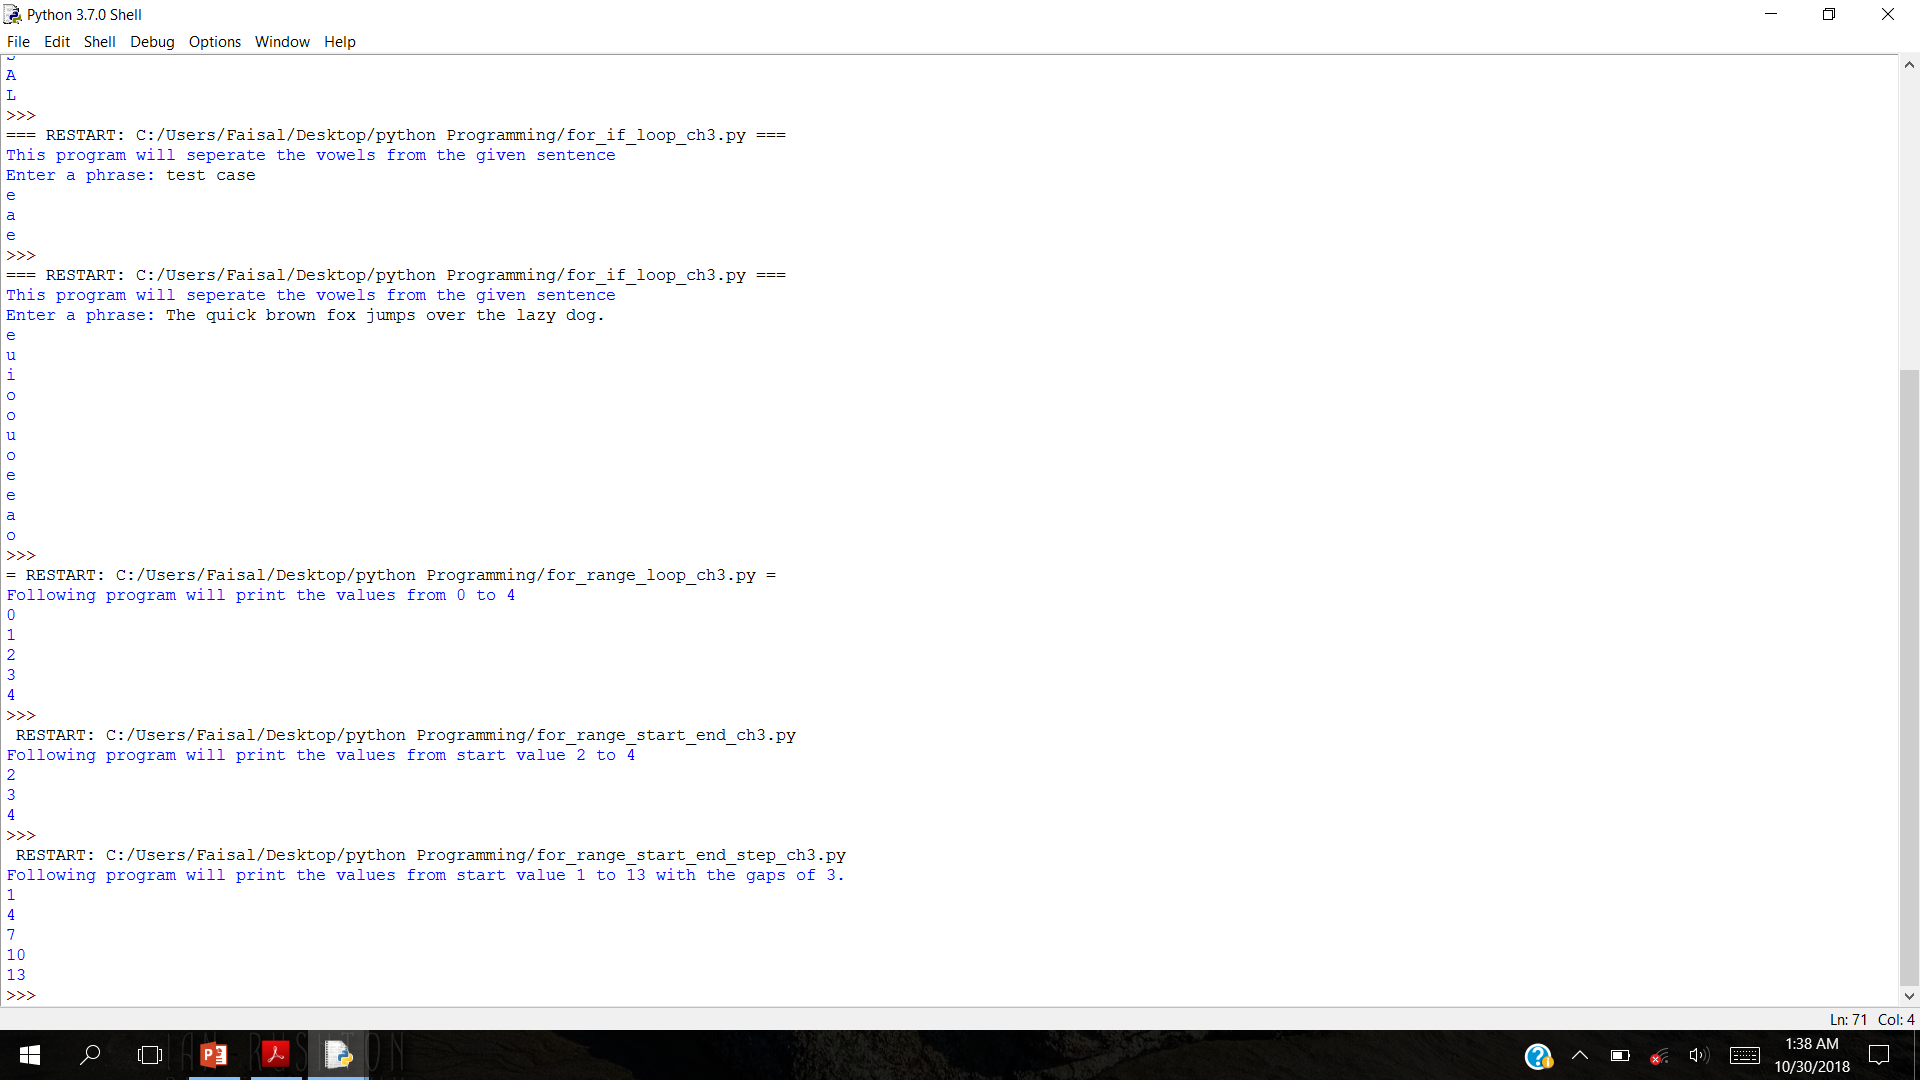 Python 3.7.0 Shell
File Edit Shell Debug Options Window Help
A
L
>>>
=== RESTART: C:/Users/Faisal/Desktop/python Programming/for_if_loop_ch3.py ===
This program will seperate the vowels from the given sentence
Enter a phrase: test case
e
a
e
>>>
=== RESTART: C:/Users/Faisal/Desktop/python Programming/for_if_loop_ch3.py ===
This program will seperate the vowels from the given sentence
Enter a phrase: The quick brown fox jumps over the lazy dog.
e
u
i
o
o
u
o
e
e
a
o
>>>
= RESTART: C:/Users/Faisal/Desktop/python Programming/for_range_loop_ch3.py =
Following program will print the values from 0 to 4
0
1
2
3
4
>>>
RESTART: C:/Users/Faisal/Desktop/python Programming/for_range_start_end_ch3.py
Following program will print the values from start value 2 to 4
2
3
4
>>>
RESTART: C:/Users/Faisal/Desktop/python Programming/for_range_start_end_step_ch3.py
Following program will print the values from start value 1 to 13 with the gaps of 3.
1
4
7
10
13
>>>
Ln: 71 Col: 4
1:38 AM
10/30/2018